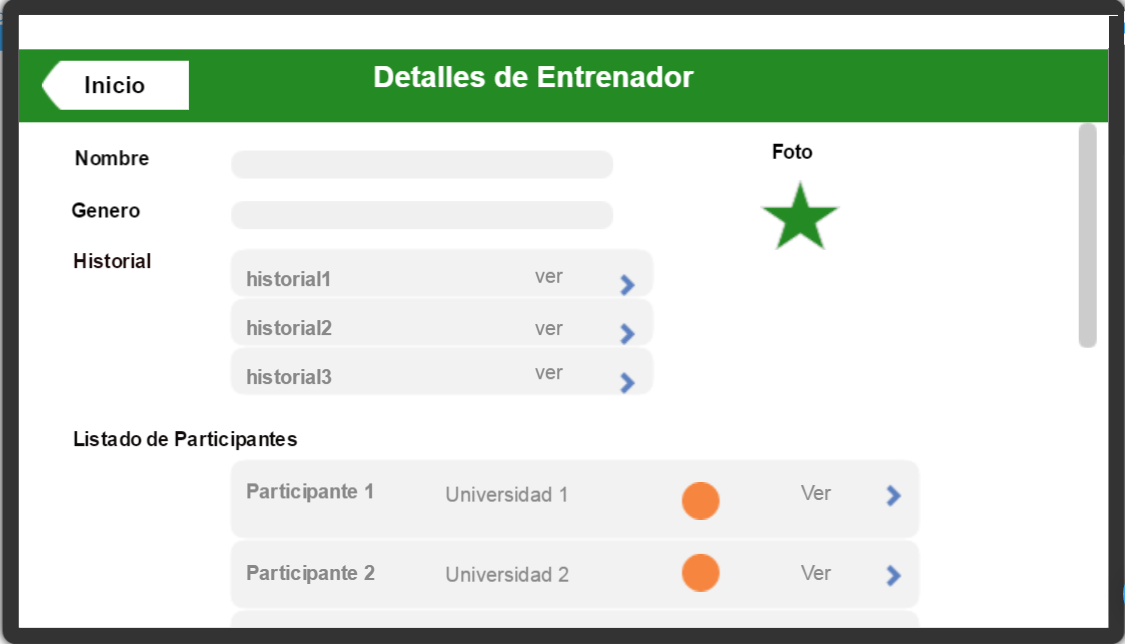 Inicio
Detalles de Entrenador
Nombre
Foto
Genero
Historial
historial1 ver
historial2 ver
historial3 ver
Listado de Participantes
Participante 1 Universidad 1 Ver
Participante 2 Universidad 2 Ver